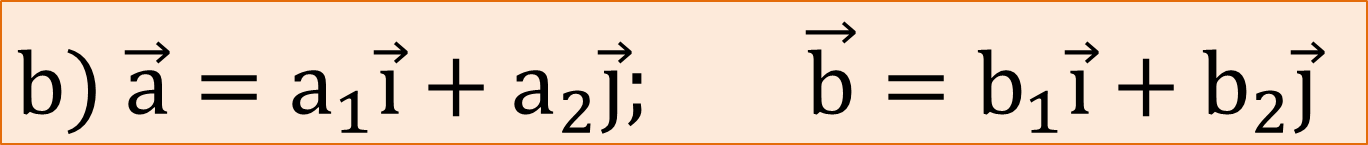 b) a⃗ = a₁i⃗ + a₂j⃗; b⃗ = b₁i⃗ + b₂j⃗